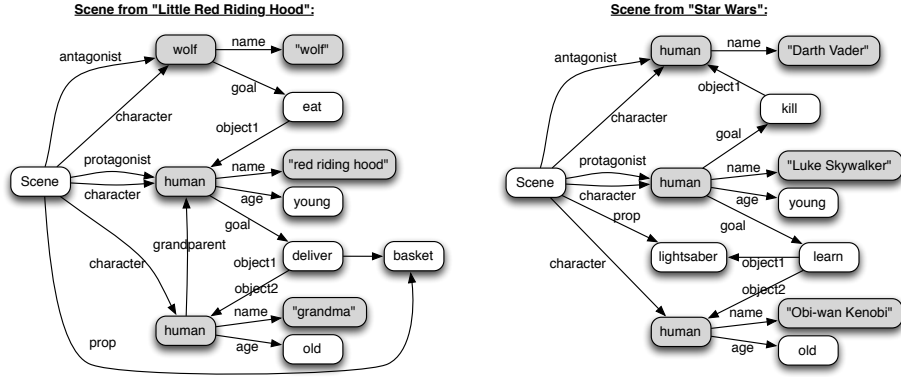 Scene from "Little Red Riding Hood":
wolf
name
"wolf"
antagonist
goal
eat
character
object1
protagonist
name
"red riding hood"
Scene
human
character
age
young
goal
grandparent
deliver
basket
character
object1
object2
name
"grandma"
human
age
old
prop
Scene from "Star Wars":
human
name
"Darth Vader"
antagonist
object1
kill
character
goal
protagonist
name
"Luke Skywalker"
Scene
human
character
age
young
prop
goal
character
lightsaber
object1
learn
object2
name
"Obi-wan Kenobi"
human
age
old